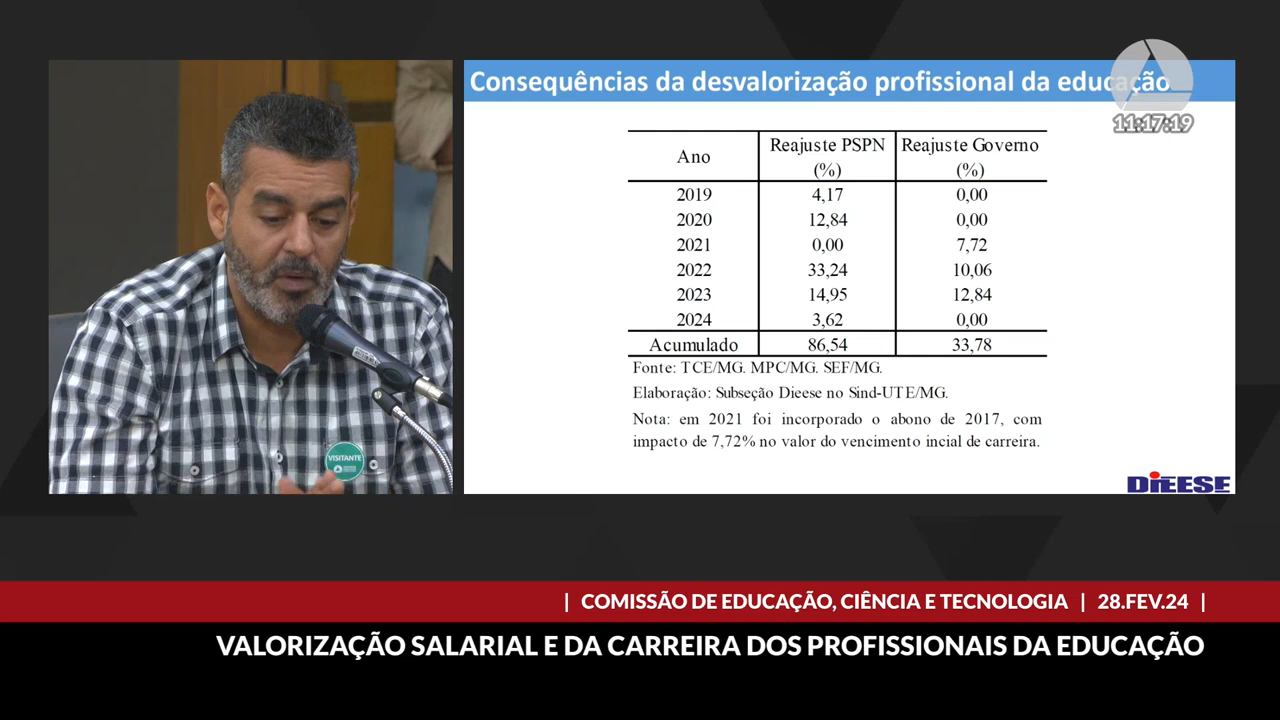 Consequências da desvalorização profissional da educação
11:17:19
Ano
Reajuste PSPN
(%)
Reajuste Governo
(%)
2019 4,17 0,00
2020 12,84 0,00
2021 0,00 7,72
2022 33,24 10,06
2023 14,95 12,84
2024 3,62 0,00
Acumulado 86,54 33,78
Fonte: TCE/MG. MPC/MG. SEF/MG.
Elaboração: Subseção Dieese no Sind-UTE/MG.
Nota: em 2021 foi incorporado o abono de 2017, com
impacto de 7,72% no valor do vencimento incial de carreira.
DIEESE
VISITANTE
| COMISSÃO DE EDUCAÇÃO, CIÊNCIA E TECNOLOGIA | 28.FEV.24 |
VALORIZAÇÃO SALARIAL E DA CARREIRA DOS PROFISSIONAIS DA EDUCAÇÃO